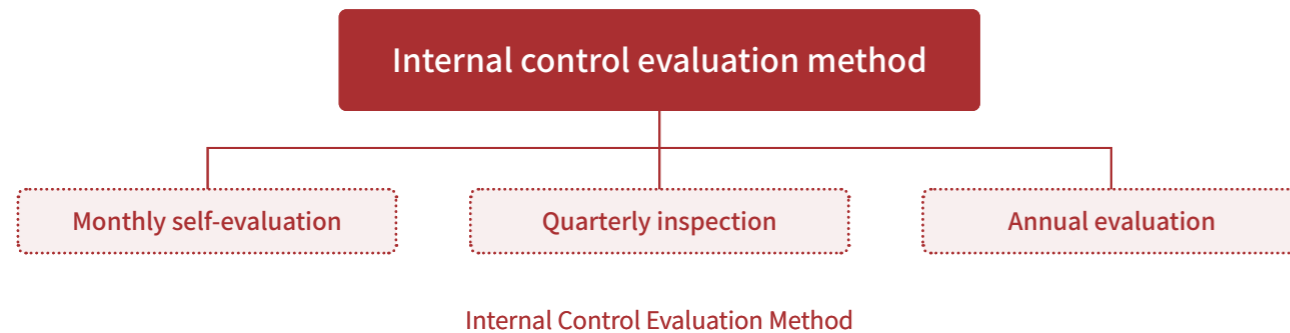 Internal control evaluation method
Monthly self-evaluation
Quarterly inspection
Annual evaluation
Internal Control Evaluation Method